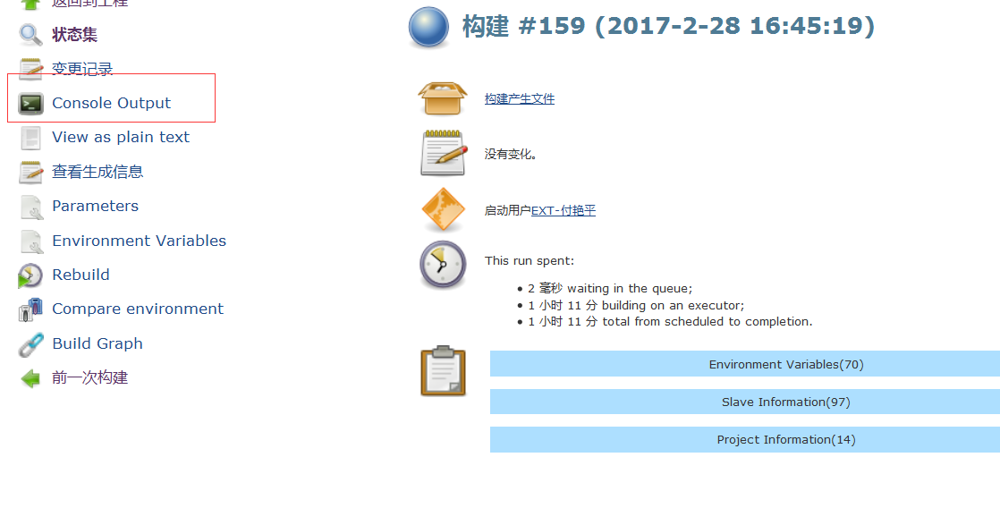 返回到工程
状态集
变更记录
Console Output
View as plain text
查看生成信息
Parameters
Environment Variables
Rebuild
Compare environment
Build Graph
前一次构建
构建 #159 (2017-2-28 16:45:19)
构建产生文件
没有变化。
启动用户EXT-付艳平
This run spent:
2 毫秒 waiting in the queue;
1 小时 11 分 building on an executor;
1 小时 11 分 total from scheduled to completion.
Environment Variables(70)
Slave Information(97)
Project Information(14)